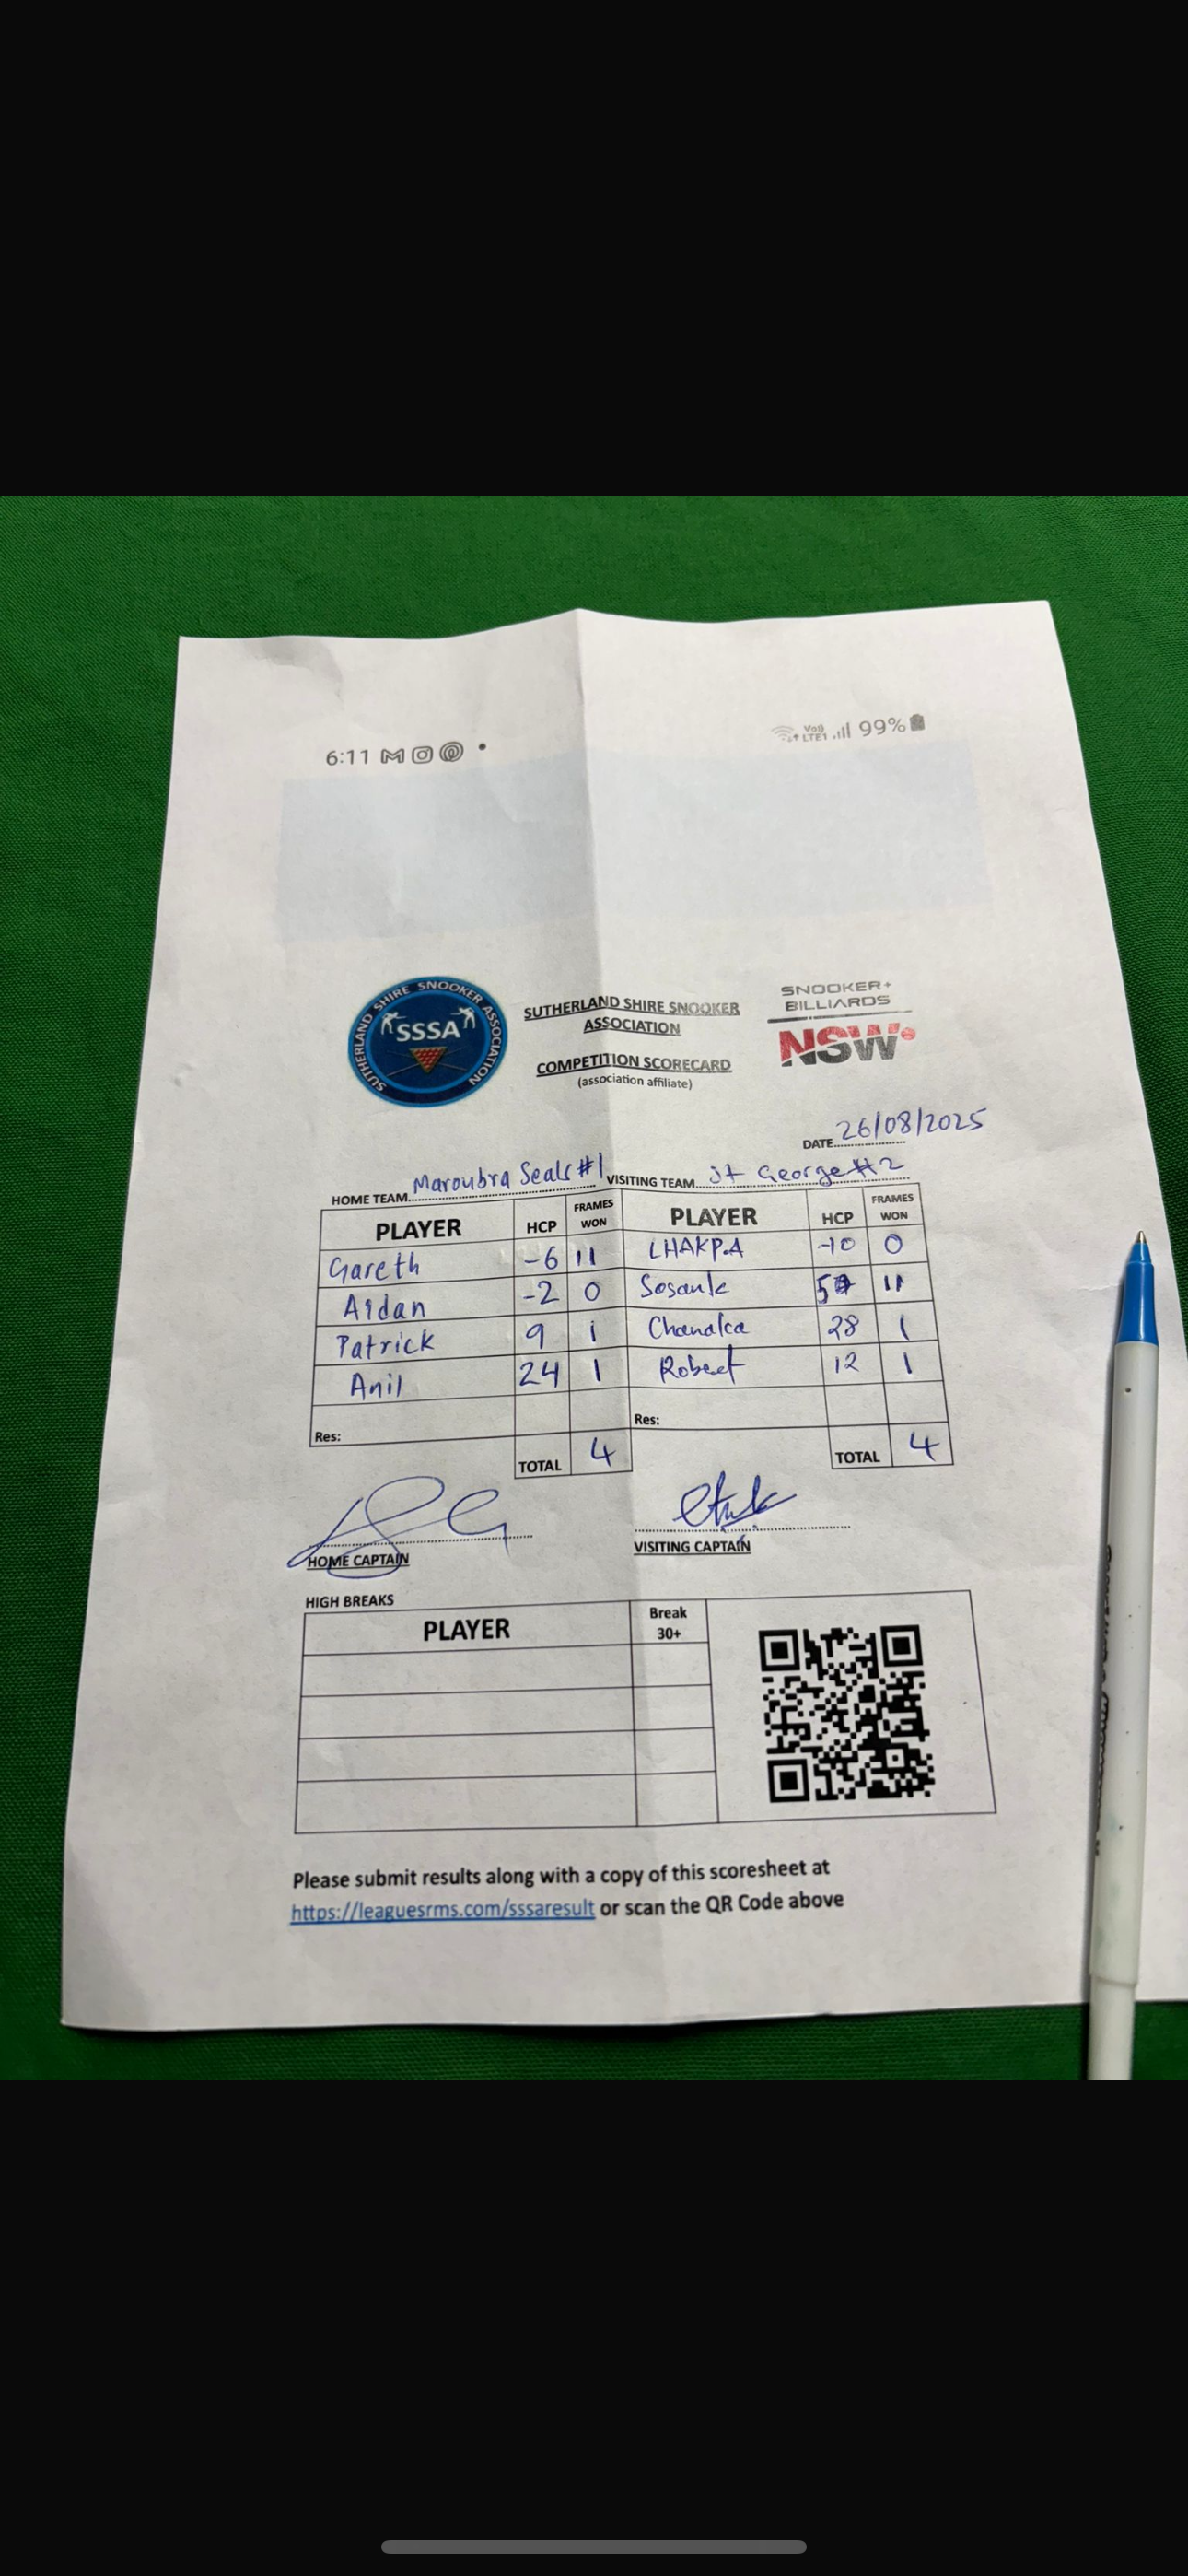 6:11 99%
Vo)) LTE1
SUTHERLAND SHIRE SNOOKER ASSOCIATION
SSSA
SUTHERLAND SHIRE SNOOKER
ASSOCIATION
COMPETITION SCORECARD
(association affiliate)
SNOOKER+
BILLIARDS
NSW
DATE 26/08/2025
HOME TEAM Maroubra Seals #1 VISITING TEAM St George #2
PLAYER HCP FRAMES WON PLAYER HCP FRAMES WON
Gareth -6 11 LHAKPA -10 0
Aidan -2 0 Sosank 5 11
Patrick 9 1 Chanaka 28 1
Anil 24 1 Robert 12 1
Res: Res:
TOTAL 4 TOTAL 4
HOME CAPTAIN VISITING CAPTAIN
HIGH BREAKS
PLAYER Break 30+
Please submit results along with a copy of this scoresheet at
https://leaguesrms.com/sssaresult or scan the QR Code above